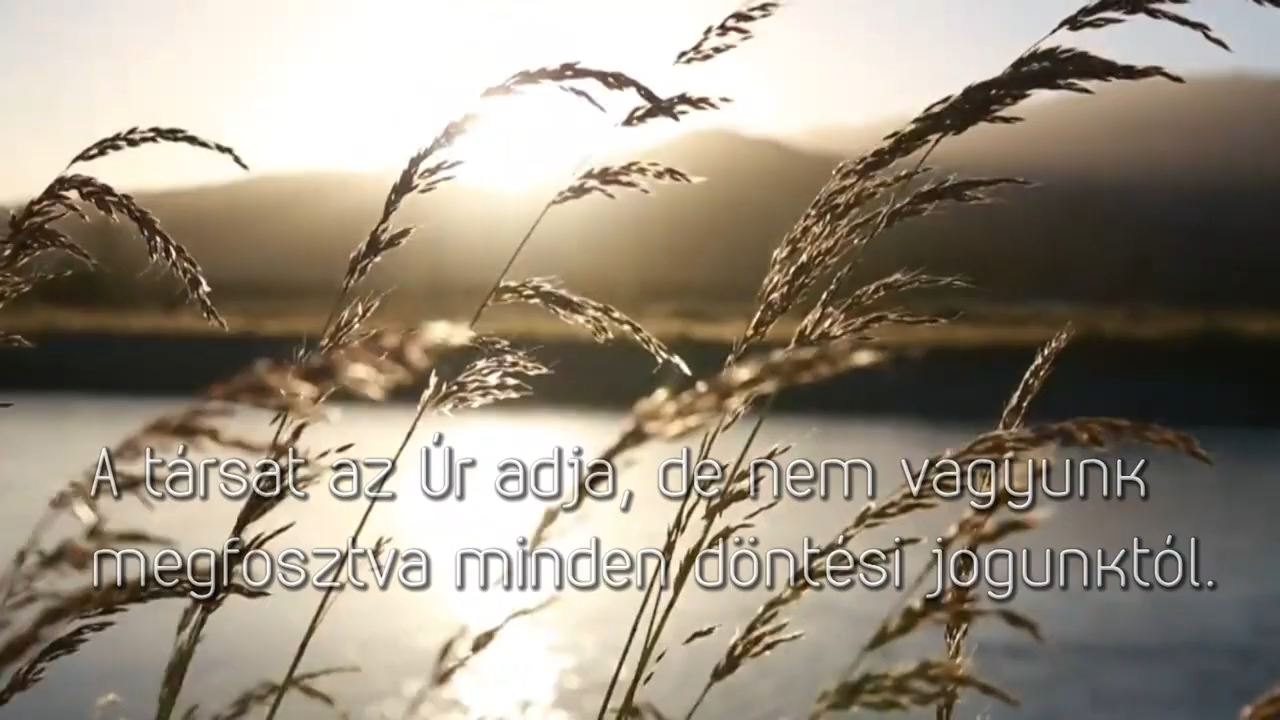 A társat az Úr adja, de nem vagyunk
megfosztva minden döntési jogunktól.